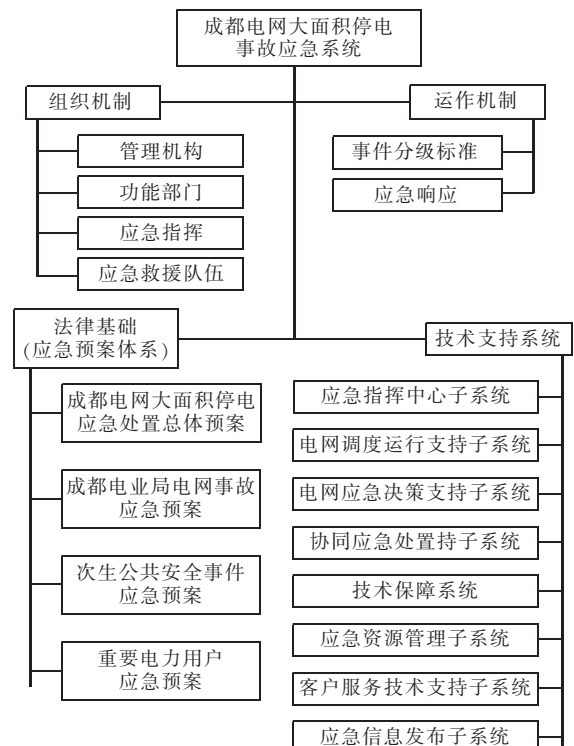 成都电网大面积停电
事故应急系统
组织机制
管理机构
功能部门
应急指挥
应急救援队伍
运作机制
事件分级标准
应急响应
法律基础
(应急预案体系)
成都电网大面积停电
应急处置总体预案
成都电业局电网事故
应急预案
次生公共安全事件
应急预案
重要电力用户
应急预案
技术支持系统
应急指挥中心子系统
电网调度运行支持子系统
电网应急决策支持子系统
协同应急处置持子系统
技术保障系统
应急资源管理子系统
客户服务技术支持子系统
应急信息发布子系统